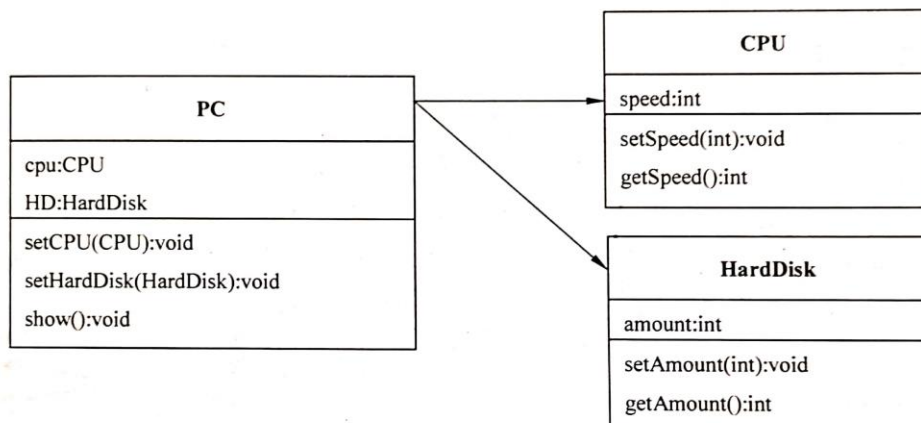 PC
cpu:CPU
HD:HardDisk
setCPU(CPU):void
setHardDisk(HardDisk):void
show():void
CPU
speed:int
setSpeed(int):void
getSpeed():int
HardDisk
amount:int
setAmount(int):void
getAmount():int